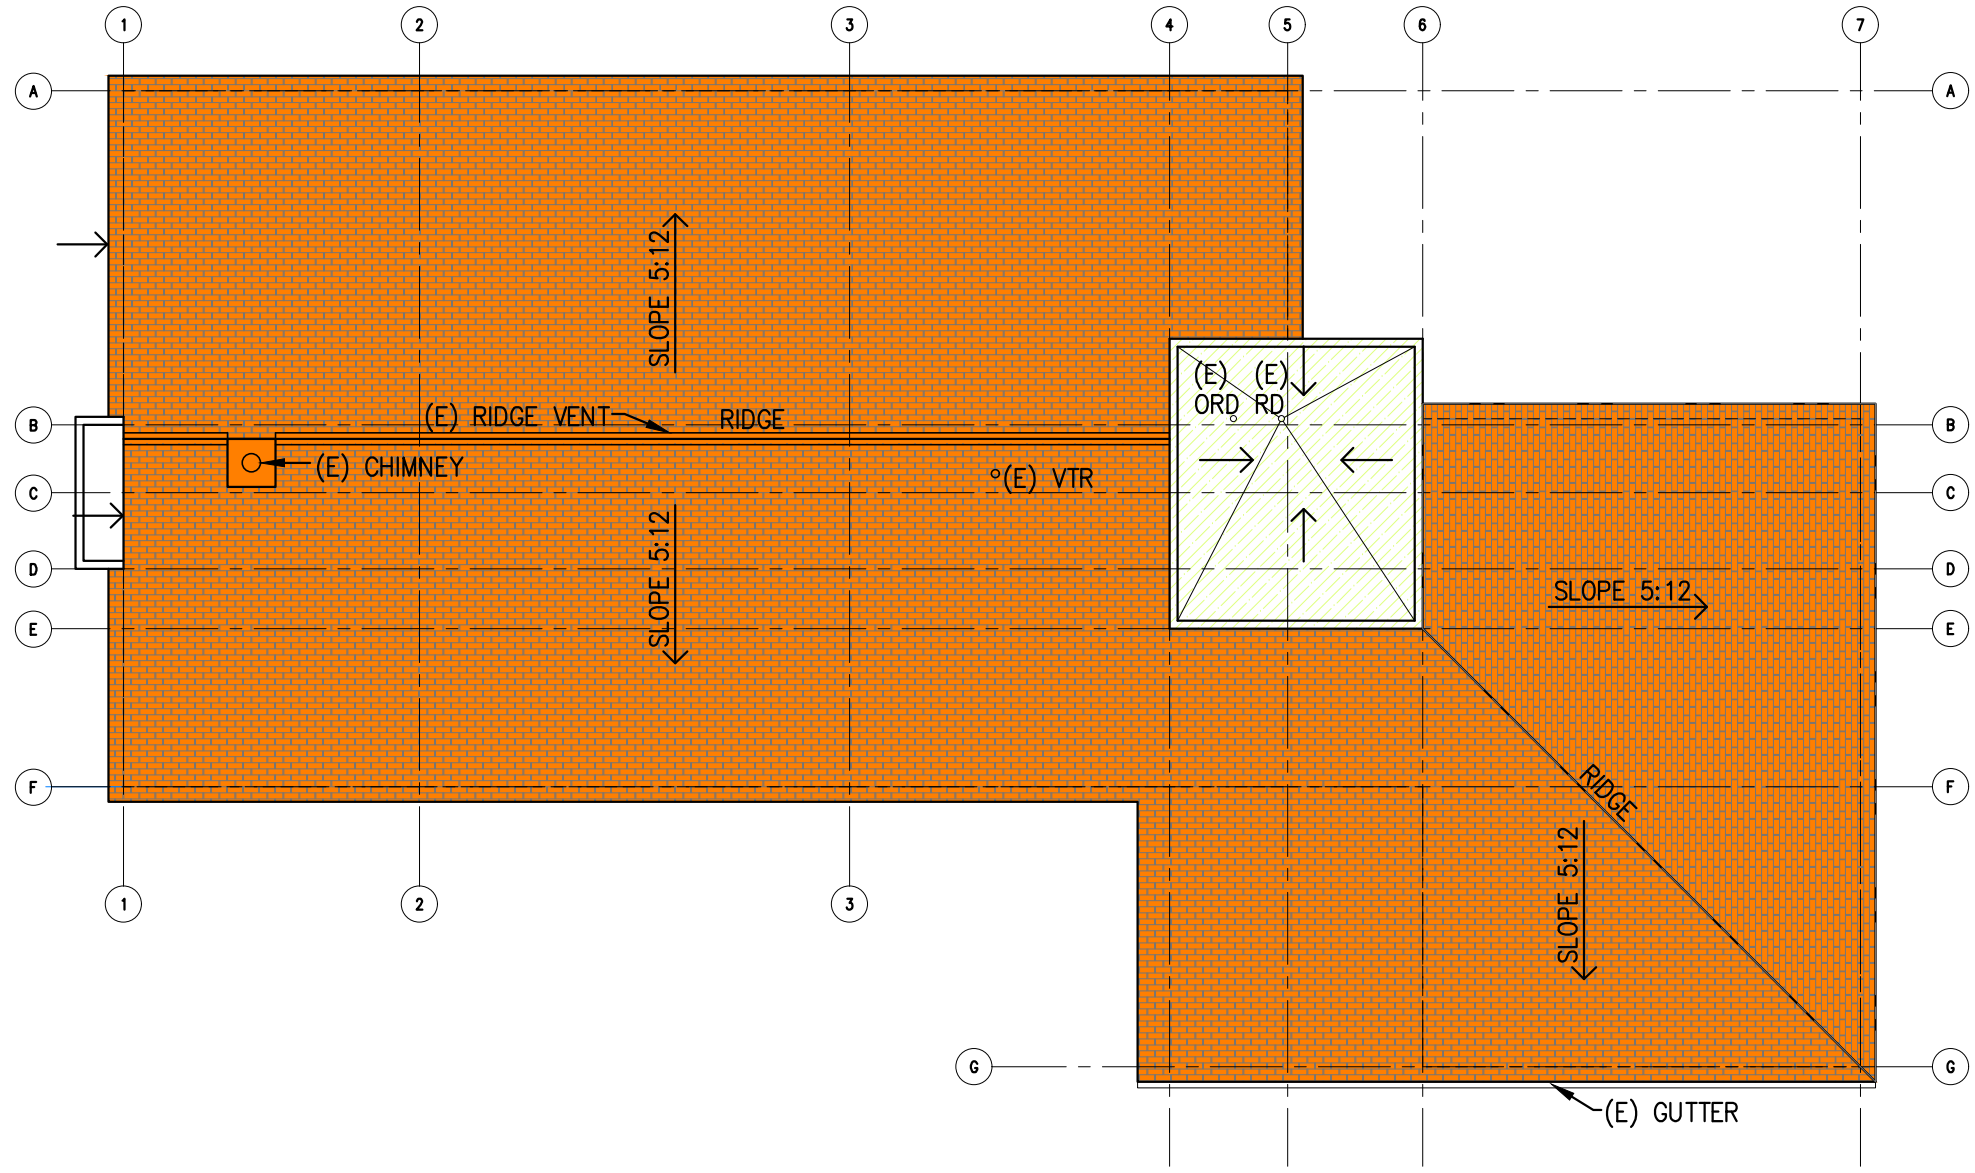 1 2 3 4 5 6 7
A A
SLOPE 5:12
(E) (E)
ORD RD
(E) RIDGE VENT RIDGE
B B
(E) CHIMNEY
(E) VTR
C C
SLOPE 5:12
D D
SLOPE 5:12
E E
F F
RIDGE
SLOPE 5:12
1 2 3
G G
(E) GUTTER